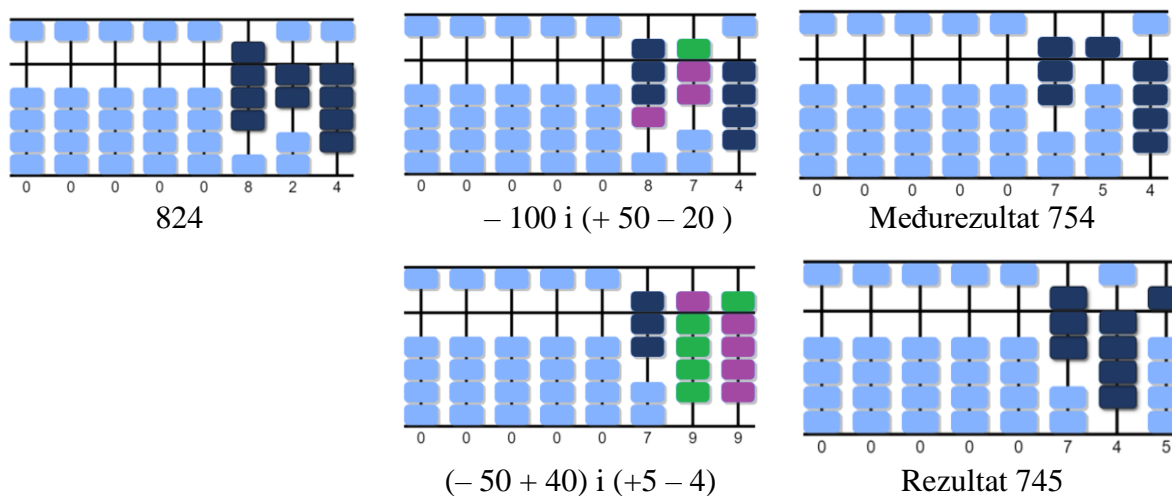 0 0 0 0 0 8 2 4
824
0 0 0 0 0 8 7 4
– 100 i (+ 50 – 20 )
0 0 0 0 0 7 5 4
Međurezultat 754
0 0 0 0 0 7 9 9
(– 50 + 40) i (+5 – 4)
0 0 0 0 0 7 4 5
Rezultat 745